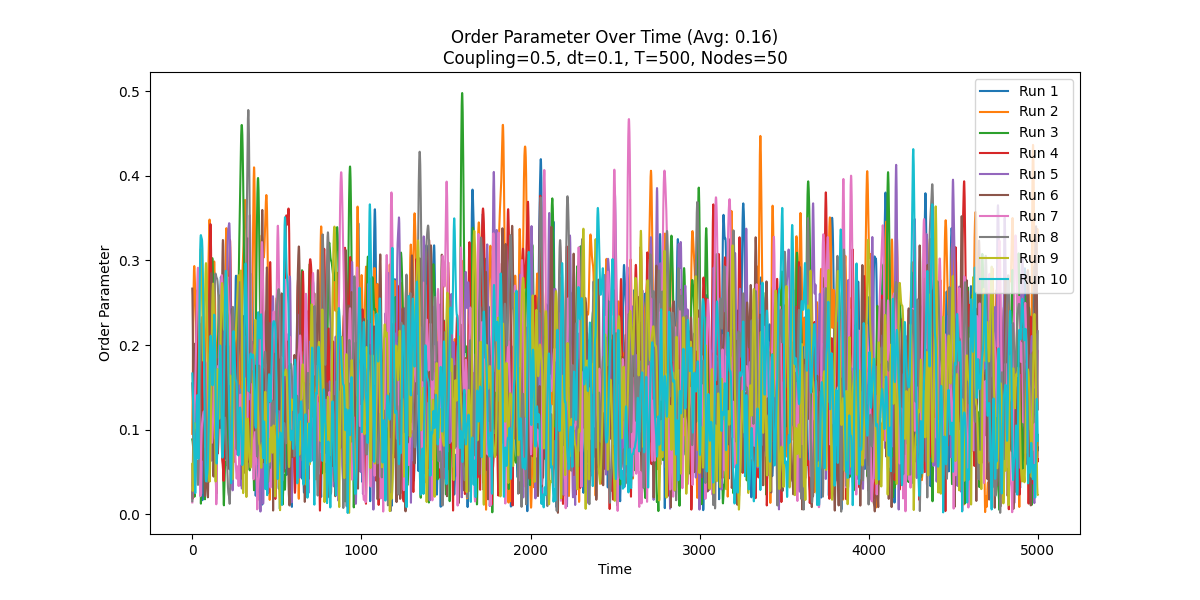 Order Parameter Over Time (Avg: 0.16)
Coupling=0.5, dt=0.1, T=500, Nodes=50
Order Parameter
0.5
0.4
0.3
0.2
0.1
0.0
Run 1
Run 2
Run 3
Run 4
Run 5
Run 6
Run 7
Run 8
Run 9
Run 10
0
1000
2000
3000
4000
5000
Time